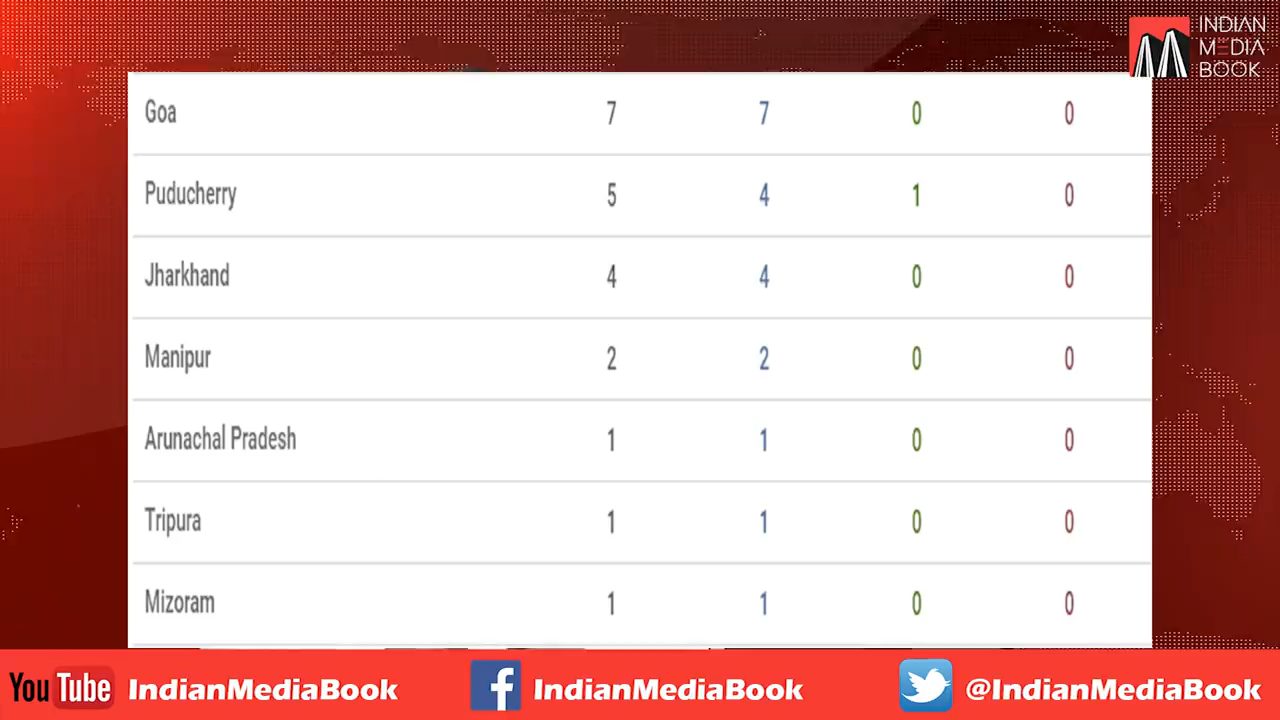 INDIAN
MEDIA
BOOK
Goa 7 7 0 0
Puducherry 5 4 1 0
Jharkhand 4 4 0 0
Manipur 2 2 0 0
Arunachal Pradesh 1 1 0 0
Tripura 1 1 0 0
Mizoram 1 1 0 0
YouTube IndianMediaBook f IndianMediaBook @IndianMediaBook